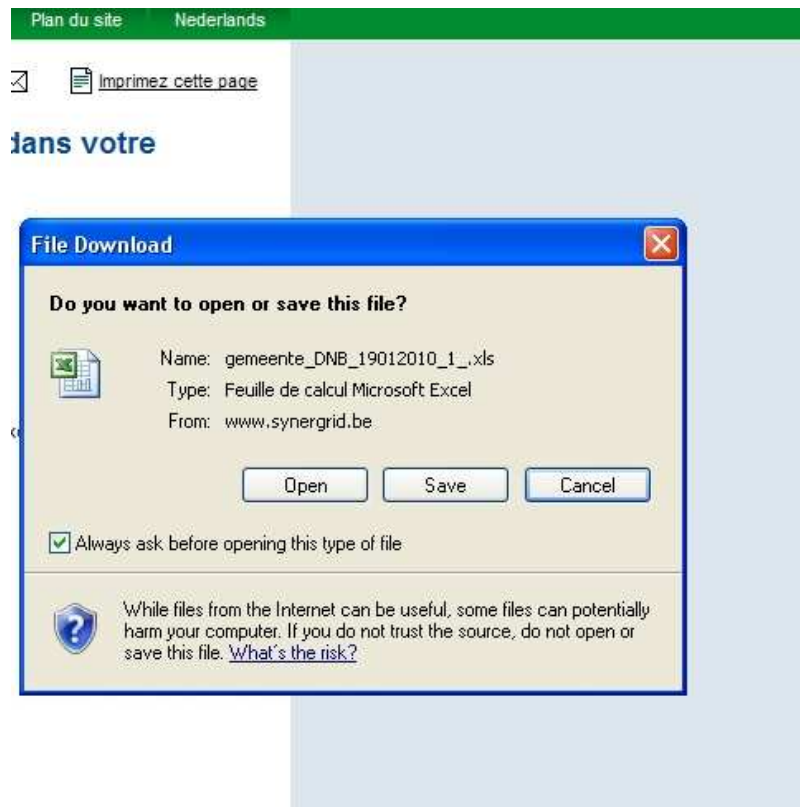 Plan du site Nederlands
Imprimez cette page
dans votre
File Download
Do you want to open or save this file?
Name: gemeente_DNB_19012010_1_.xls
Type: Feuille de calcul Microsoft Excel
From: www.synergrid.be
Open Save Cancel
Always ask before opening this type of file
While files from the Internet can be useful, some files can potentially
harm your computer. If you do not trust the source, do not open or
save this file. What's the risk?